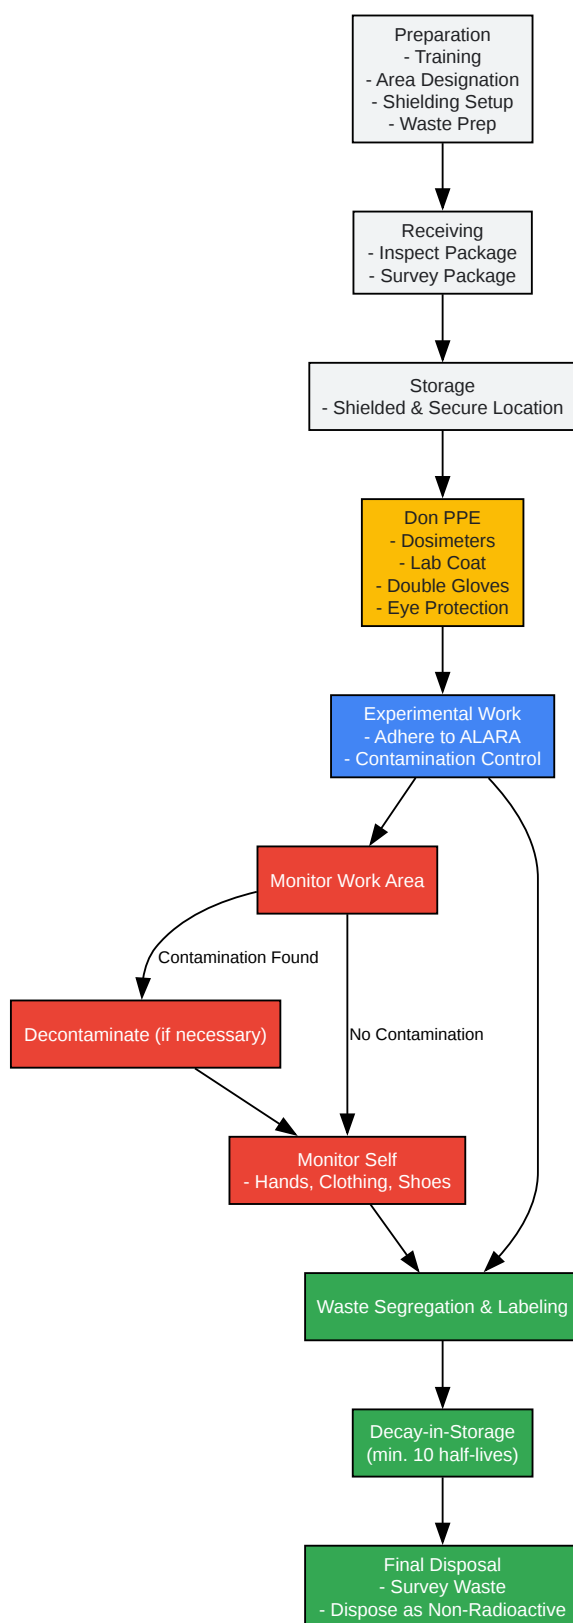 Preparation
- Training
- Area Designation
- Shielding Setup
- Waste Prep
Receiving
- Inspect Package
- Survey Package
Storage
- Shielded & Secure Location
Don PPE
- Dosimeters
- Lab Coat
- Double Gloves
- Eye Protection
Experimental Work
- Adhere to ALARA
- Contamination Control
Monitor Work Area
Contamination Found
Decontaminate (if necessary)
No Contamination
Monitor Self
- Hands, Clothing, Shoes
Waste Segregation & Labeling
Decay-in-Storage
(min. 10 half-lives)
Final Disposal
- Survey Waste
- Dispose as Non-Radioactive